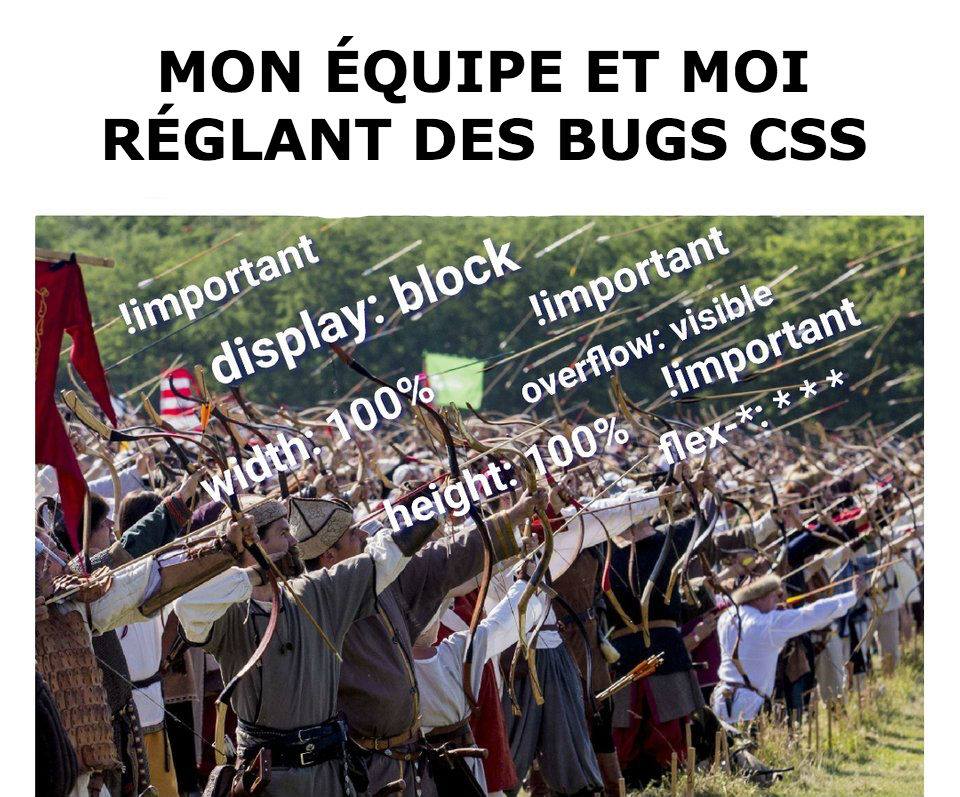 MON ÉQUIPE ET MOI
RÉGLANT DES BUGS CSS
!important
display: block
!important
overflow: visible
!important
width: 100%
height: 100%
flex-*: * * *